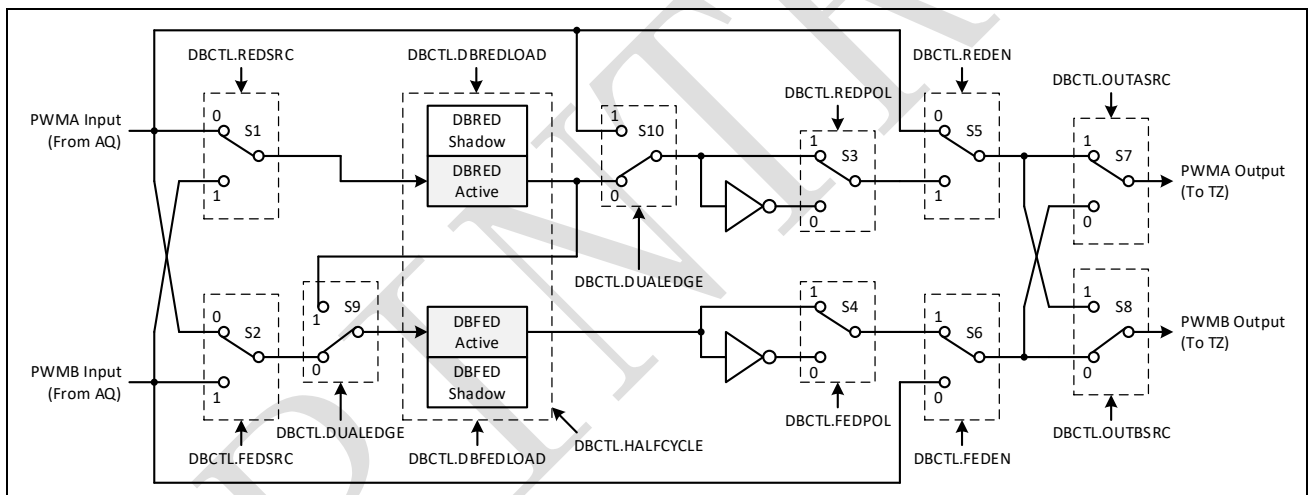 DBCTL.REDSRC
DBCTL.DBREDLOAD
DBCTL.REDEN
DBCTL.OUTASRC
DBCTL.REDPOL
PWMA Input
(From AQ)
0
S1
1
DBRED
Shadow
DBRED
Active
1
S10
0
1
S3
0
0
S5
1
1
S7
0
PWMA Output
(To TZ)
DBCTL.DUALEDGE
PWMB Input
(From AQ)
0
S2
1
1
S9
0
DBFED
Active
DBFED
Shadow
1
S4
0
1
S6
0
1
S8
0
PWMB Output
(To TZ)
DBCTL.FEDSRC
DBCTL.DUALEDGE
DBCTL.DBFEDLOAD
DBCTL.HALFCYCLE
DBCTL.FEDPOL
DBCTL.FEDEN
DBCTL.OUTBSRC